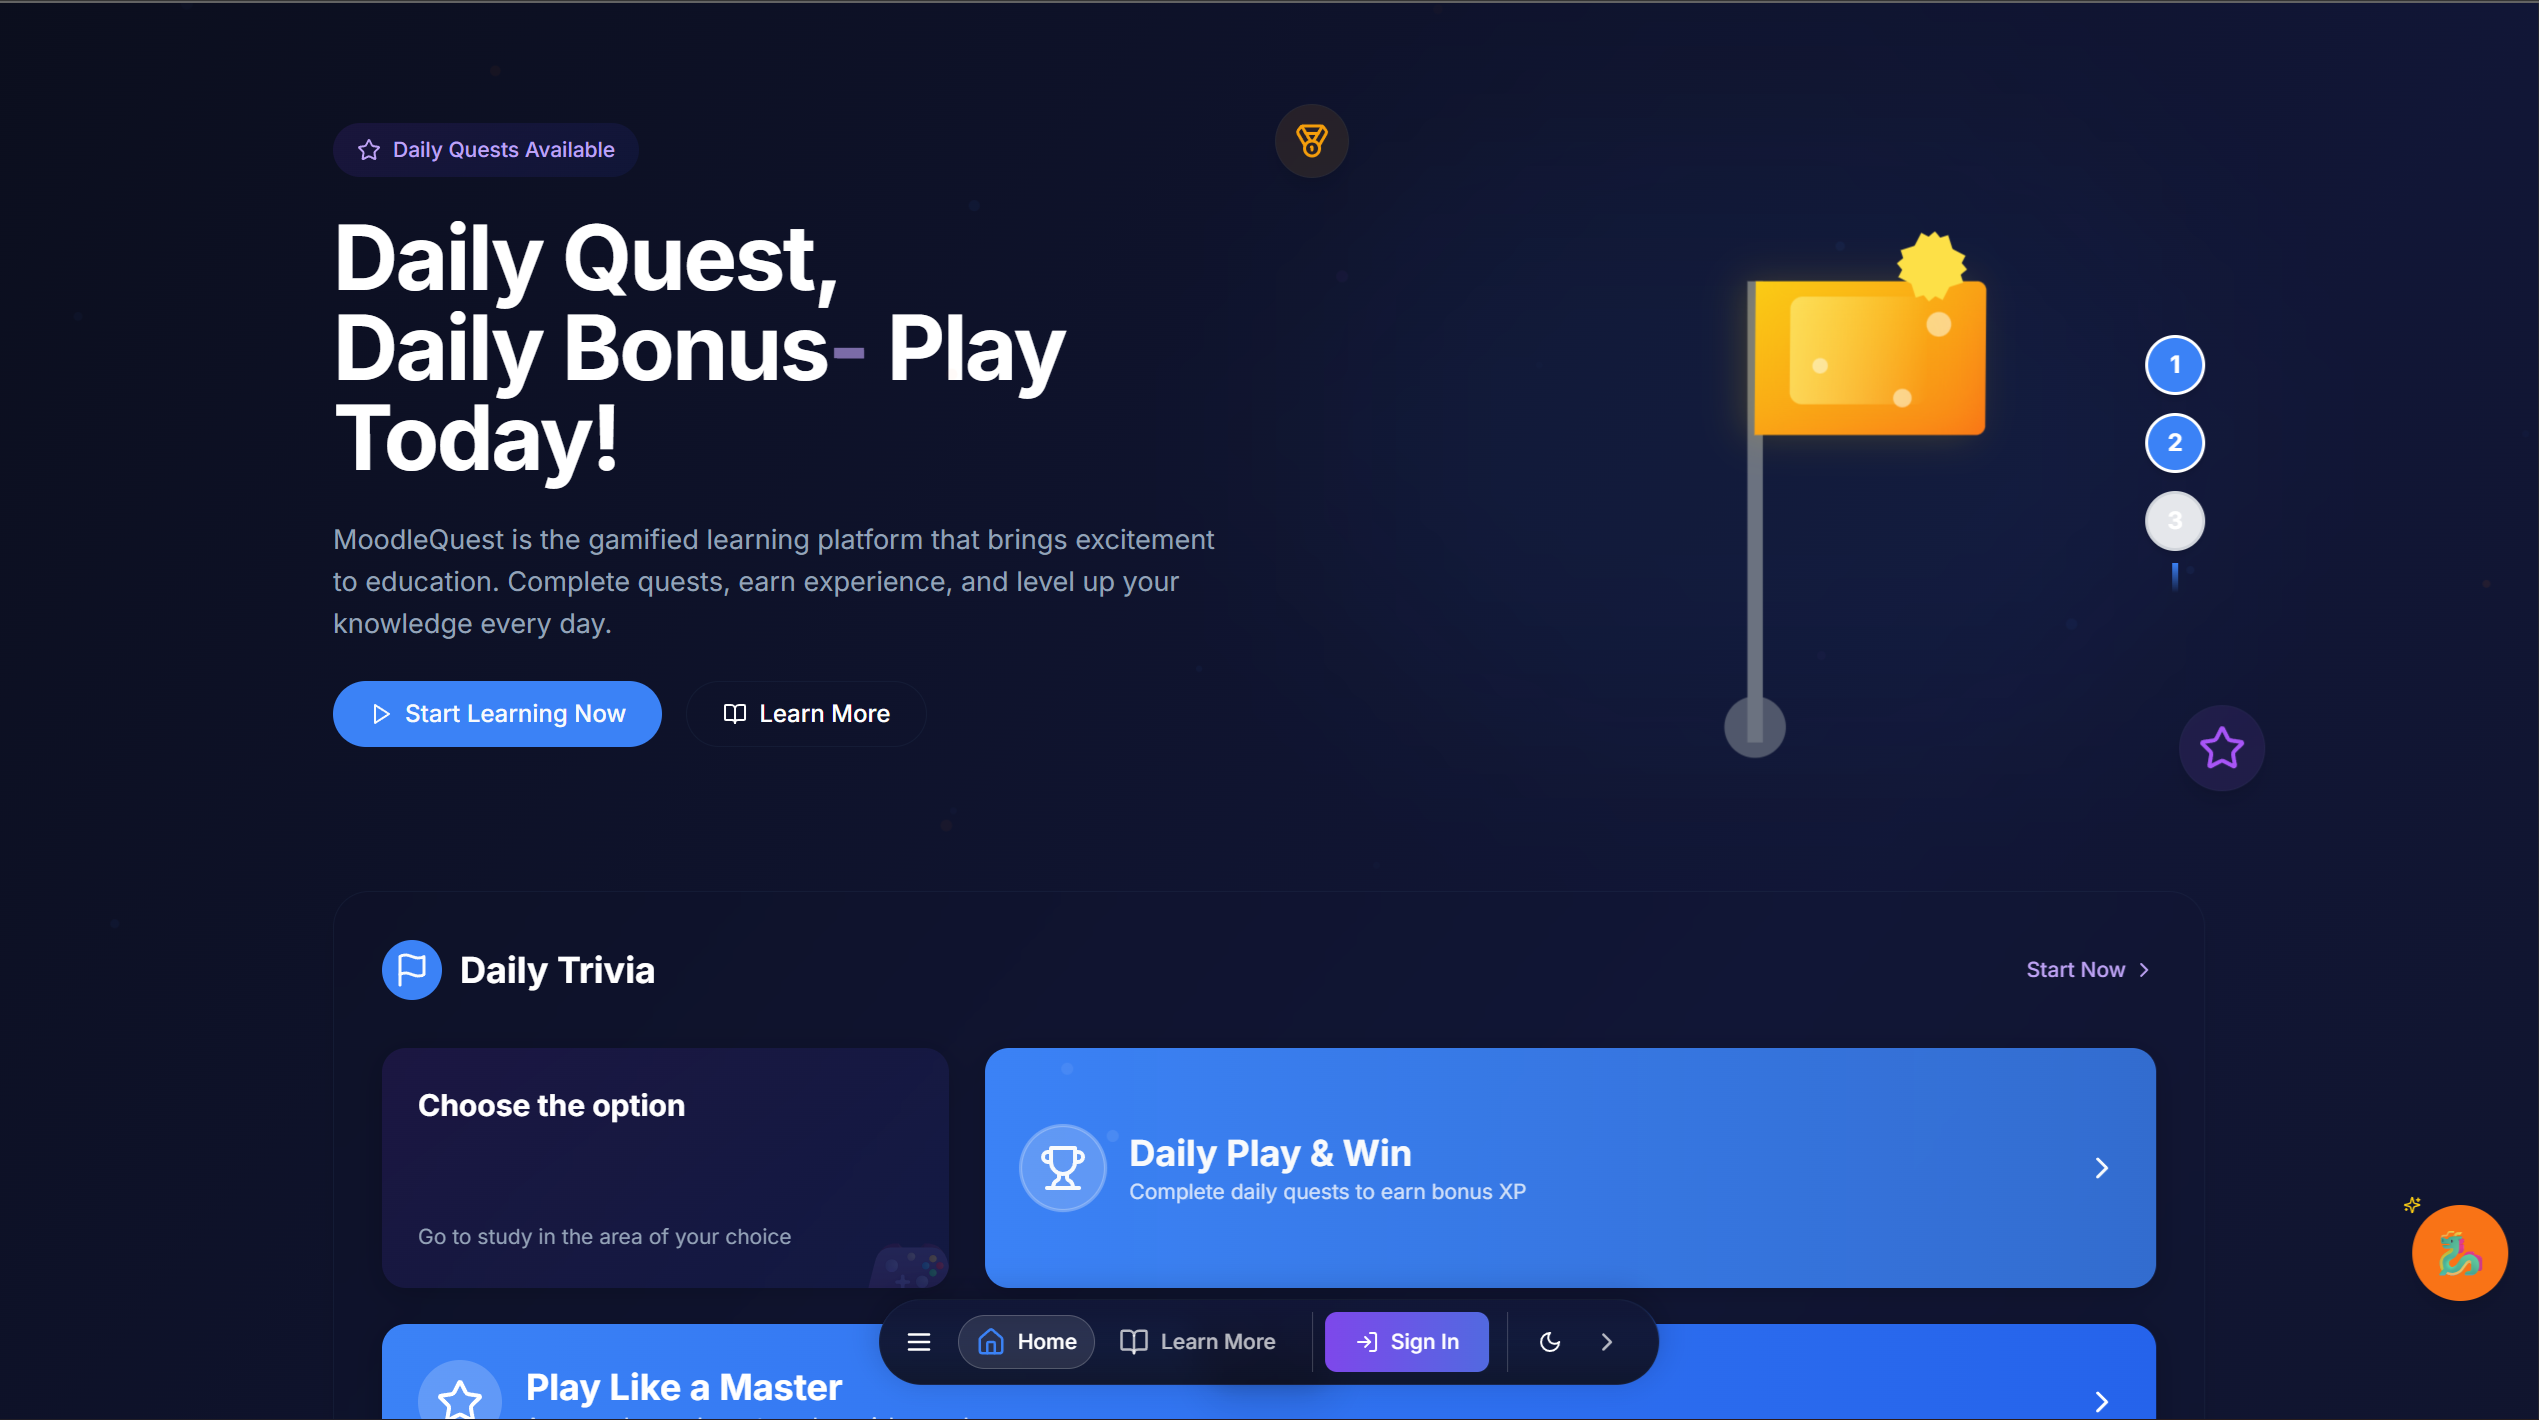 Daily Quests Available
Daily Quest,
Daily Bonus- Play
Today!
MoodleQuest is the gamified learning platform that brings excitement
to education. Complete quests, earn experience, and level up your
knowledge every day.
Start Learning Now
Learn More
1
2
3
Daily Trivia
Start Now
Choose the option
Go to study in the area of your choice
Daily Play & Win
Complete daily quests to earn bonus XP
Play Like a Master
Home
Learn More
Sign In